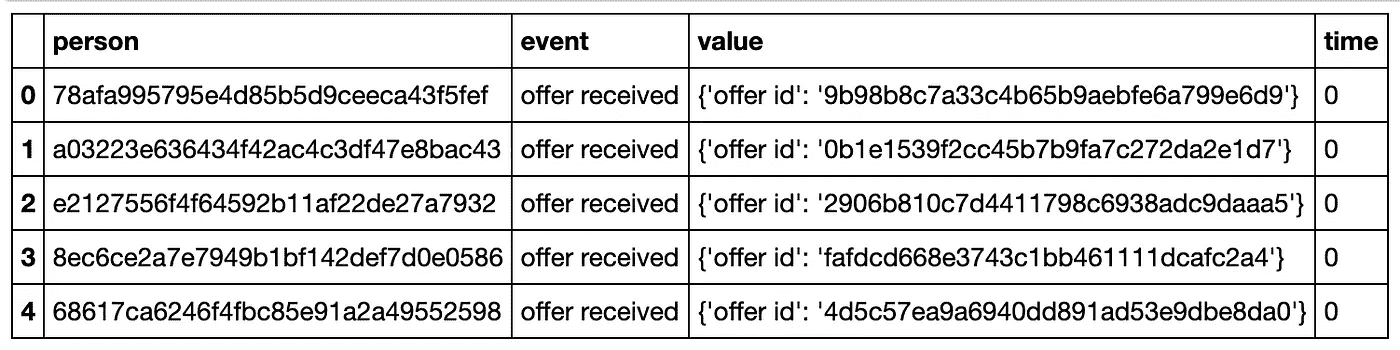 person event value time
0 78afa995795e4d85b5d9ceeca43f5fef offer received {'offer id': '9b98b8c7a33c4b65b9aebfe6a799e6d9'} 0
1 a03223e636434f42ac4c3df47e8bac43 offer received {'offer id': '0b1e1539f2cc45b7b9fa7c272da2e1d7'} 0
2 e2127556f4f64592b11af22de27a7932 offer received {'offer id': '2906b810c7d4411798c6938adc9daaa5'} 0
3 8ec6ce2a7e7949b1bf142def7d0e0586 offer received {'offer id': 'fafdcd668e3743c1bb461111dcafc2a4'} 0
4 68617ca6246f4fbc85e91a2a49552598 offer received {'offer id': '4d5c57ea9a6940dd891ad53e9dbe8da0'} 0